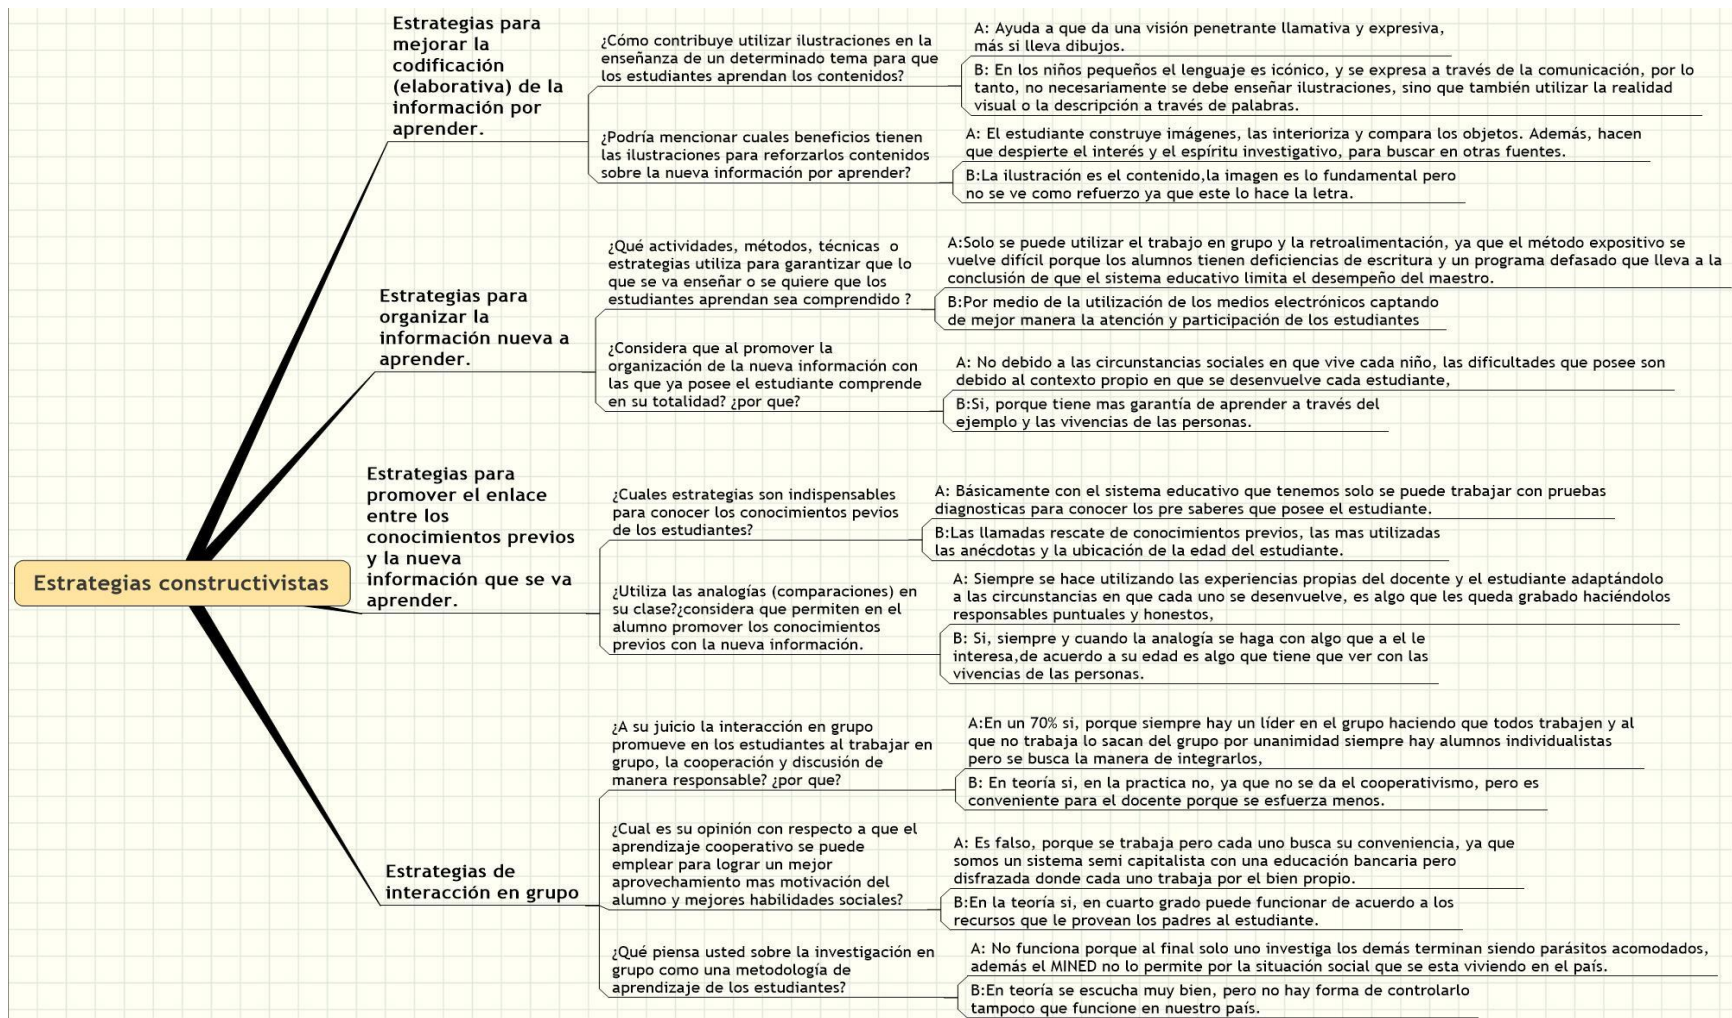 Estrategias constructivistas
Estrategias para
mejorar la
codificación
(elaborativa) de la
información por
aprender.
¿Cómo contribuye utilizar ilustraciones en la
enseñanza de un determinado tema para que
los estudiantes aprendan los contenidos?
A: Ayuda a que da una visión penetrante llamativa y expresiva,
más si lleva dibujos.
B: En los niños pequeños el lenguaje es icónico, y se expresa a través de la comunicación, por lo
tanto, no necesariamente se debe enseñar ilustraciones, sino que también utilizar la realidad
visual o la descripción a través de palabras.
¿Podría mencionar cuales beneficios tienen
las ilustraciones para reforzarlos contenidos
sobre la nueva información por aprender?
A: El estudiante construye imágenes, las interioriza y compara los objetos. Además, hacen
que despierte el interés y el espíritu investigativo, para buscar en otras fuentes.
B:La ilustración es el contenido,la imagen es lo fundamental pero
no se ve como refuerzo ya que este lo hace la letra.
Estrategias para
organizar la
información nueva a
aprender.
¿Qué actividades, métodos, técnicas o
estrategias utiliza para garantizar que lo
que se va enseñar o se quiere que los
estudiantes aprendan sea comprendido ?
A:Solo se puede utilizar el trabajo en grupo y la retroalimentación, ya que el método expositivo se
vuelve difícil porque los alumnos tienen deficiencias de escritura y un programa defasado que lleva a la
conclusión de que el sistema educativo limita el desempeño del maestro.
B:Por medio de la utilización de los medios electrónicos captando
de mejor manera la atención y participación de los estudiantes
¿Considera que al promover la
organización de la nueva información con
las que ya posee el estudiante comprende
en su totalidad? ¿por que?
A: No debido a las circunstancias sociales en que vive cada niño, las dificultades que posee son
debido al contexto propio en que se desenvuelve cada estudiante,
B:Si, porque tiene mas garantía de aprender a través del
ejemplo y las vivencias de las personas.
Estrategias para
promover el enlace
entre los
conocimientos previos
y la nueva
información que se va
aprender.
¿Cuales estrategias son indispensables
para conocer los conocimientos pevios
de los estudiantes?
A: Básicamente con el sistema educativo que tenemos solo se puede trabajar con pruebas
diagnosticas para conocer los pre saberes que posee el estudiante.
B:Las llamadas rescate de conocimientos previos, las mas utilizadas
las anécdotas y la ubicación de la edad del estudiante.
¿Utiliza las analogías (comparaciones) en
su clase?¿considera que permiten en el
alumno promover los conocimientos
previos con la nueva información.
A: Siempre se hace utilizando las experiencias propias del docente y el estudiante adaptándolo
a las circunstancias en que cada uno se desenvuelve, es algo que les queda grabado haciéndolos
responsables puntuales y honestos,
B: Si, siempre y cuando la analogía se haga con algo que a el le
interesa,de acuerdo a su edad es algo que tiene que ver con las
vivencias de las personas.
Estrategias de
interacción en grupo
¿A su juicio la interacción en grupo
promueve en los estudiantes al trabajar en
grupo, la cooperación y discusión de
manera responsable? ¿por que?
A:En un 70% si, porque siempre hay un líder en el grupo haciendo que todos trabajen y al
que no trabaja lo sacan del grupo por unanimidad siempre hay alumnos individualistas
pero se busca la manera de integrarlos,
B: En teoría si, en la practica no, ya que no se da el cooperativismo, pero es
conveniente para el docente porque se esfuerza menos.
¿Cual es su opinión con respecto a que el
aprendizaje cooperativo se puede
emplear para lograr un mejor
aprovechamiento mas motivación del
alumno y mejores habilidades sociales?
A: Es falso, porque se trabaja pero cada uno busca su conveniencia, ya que
somos un sistema semi capitalista con una educación bancaria pero
disfrazada donde cada uno trabaja por el bien propio.
B:En la teoría si, en cuarto grado puede funcionar de acuerdo a los
recursos que le provean los padres al estudiante.
¿Qué piensa usted sobre la investigación en
grupo como una metodología de
aprendizaje de los estudiantes?
A: No funciona porque al final solo uno investiga los demás terminan siendo parásitos acomodados,
además el MINED no lo permite por la situación social que se esta viviendo en el país.
B:En teoría se escucha muy bien, pero no hay forma de controlarlo
tampoco que funcione en nuestro país.